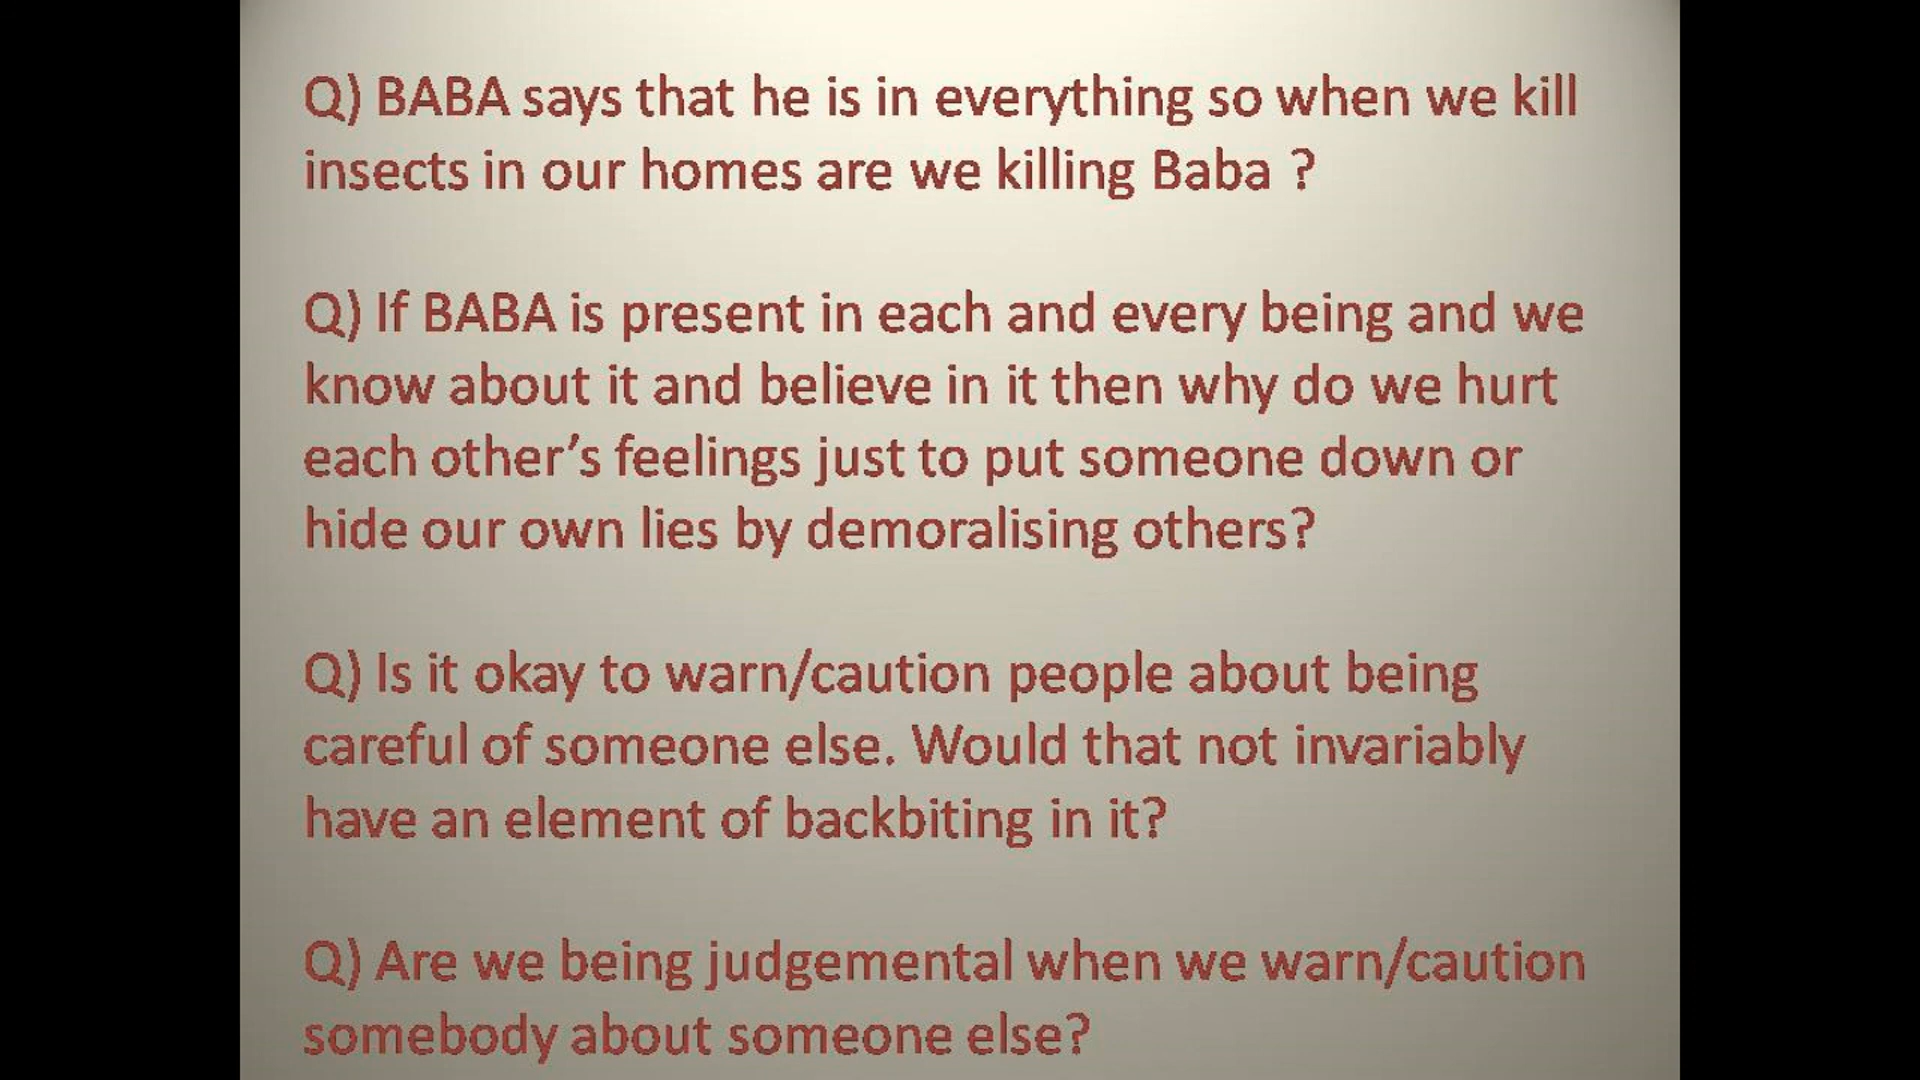 Q) BABA says that he is in everything so when we kill
insects in our homes are we killing Baba ?
Q) If BABA is present in each and every being and we
know about it and believe in it then why do we hurt
each other’s feelings just to put someone down or
hide our own lies by demoralising others?
Q) Is it okay to warn/caution people about being
careful of someone else. Would that not invariably
have an element of backbiting in it?
Q) Are we being judgemental when we warn/caution
somebody about someone else?